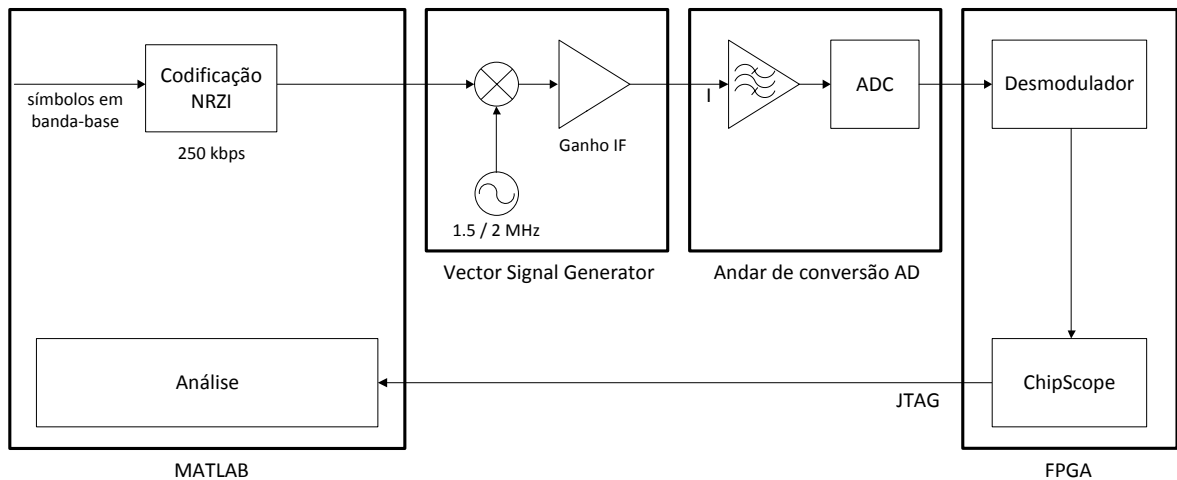 Codificação
NRZI
símbolos em
banda-base
250 kbps
Ganho IF
1.5 / 2 MHz
Vector Signal Generator
I
ADC
Andar de conversão AD
Desmodulador
Análise
ChipScope
JTAG
MATLAB
FPGA